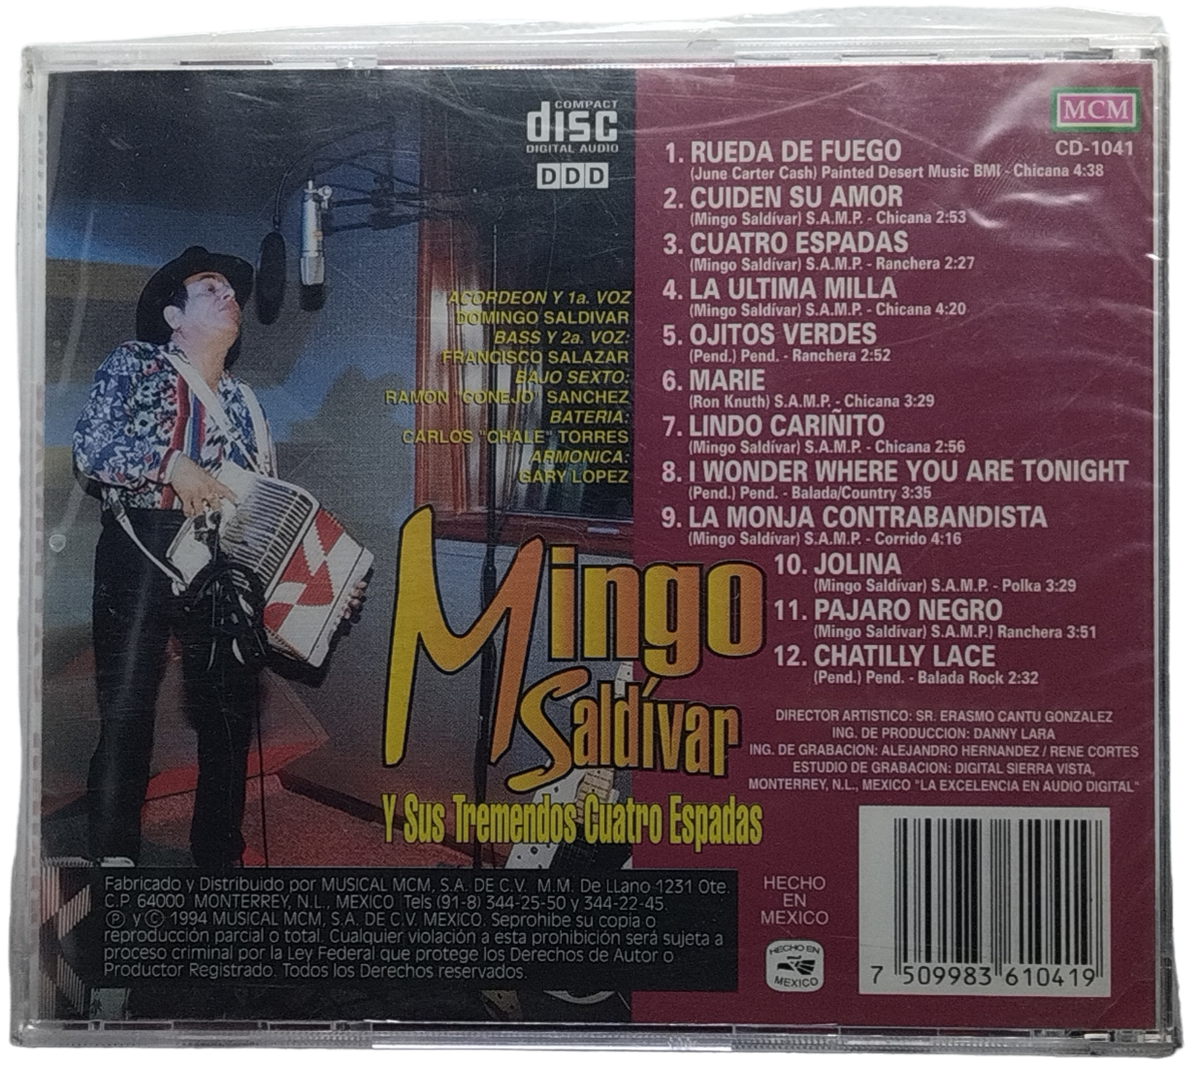 COMPACT
disc
DIGITAL AUDIO
DDD
MCM
CD-1041
1. RUEDA DE FUEGO
(June Carter Cash) Painted Desert Music BMI - Chicana 4:38
2. CUIDEN SU AMOR
(Mingo Saldívar) S.A.M.P. - Chicana 2:53
3. CUATRO ESPADAS
(Mingo Saldívar) S.A.M.P. - Ranchera 2:27
4. LA ULTIMA MILLA
(Mingo Saldívar) S.A.M.P. - Chicana 4:20
5. OJITOS VERDES
(Pend.) Pend. - Ranchera 2:52
6. MARIE
(Ron Knuth) S.A.M.P. - Chicana 3:29
7. LINDO CARIÑITO
(Mingo Saldívar) S.A.M.P. - Chicana 2:56
8. I WONDER WHERE YOU ARE TONIGHT
(Pend.) Pend. - Balada/Country 3:35
9. LA MONJA CONTRABANDISTA
(Mingo Saldívar) S.A.M.P. - Corrido 4:16
10. JOLINA
(Mingo Saldívar) S.A.M.P. - Polka 3:29
11. PAJARO NEGRO
(Mingo Saldívar) S.A.M.P.) Ranchera 3:51
12. CHATILLY LACE
(Pend.) Pend. - Balada Rock 2:32
ACORDEON Y 1a. VOZ
DOMINGO SALDIVAR
BASS Y 2a. VOZ:
FRANCISCO SALAZAR
BAJO SEXTO:
RAMON "CONEJO" SANCHEZ
BATERIA:
CARLOS "CHALE" TORRES
ARMONICA:
GARY LOPEZ
Mingo
Saldívar
Y Sus Tremendos Cuatro Espadas
DIRECTOR ARTISTICO: SR. ERASMO CANTU GONZALEZ
ING. DE PRODUCCION: DANNY LARA
ING. DE GRABACION: ALEJANDRO HERNANDEZ / RENE CORTES
ESTUDIO DE GRABACION: DIGITAL SIERRA VISTA,
MONTERREY, N.L., MEXICO "LA EXCELENCIA EN AUDIO DIGITAL"
Fabricado y Distribuido por MUSICAL MCM, S.A. DE C.V. M.M. De LLano 1231 Ote.
C.P. 64000 MONTERREY, N.L., MEXICO Tels (91-8) 344-25-50 y 344-22-45.
Ⓟ y Ⓒ 1994 MUSICAL MCM, S.A. DE C.V. MEXICO. Seprohibe su copia o
reproducción parcial o total. Cualquier violación a esta prohibición será sujeta a
proceso criminal por la Ley Federal que protege los Derechos de Autor o
Productor Registrado. Todos los Derechos reservados.
HECHO
EN
MEXICO
HECHO EN
MEXICO
7 509983 610419